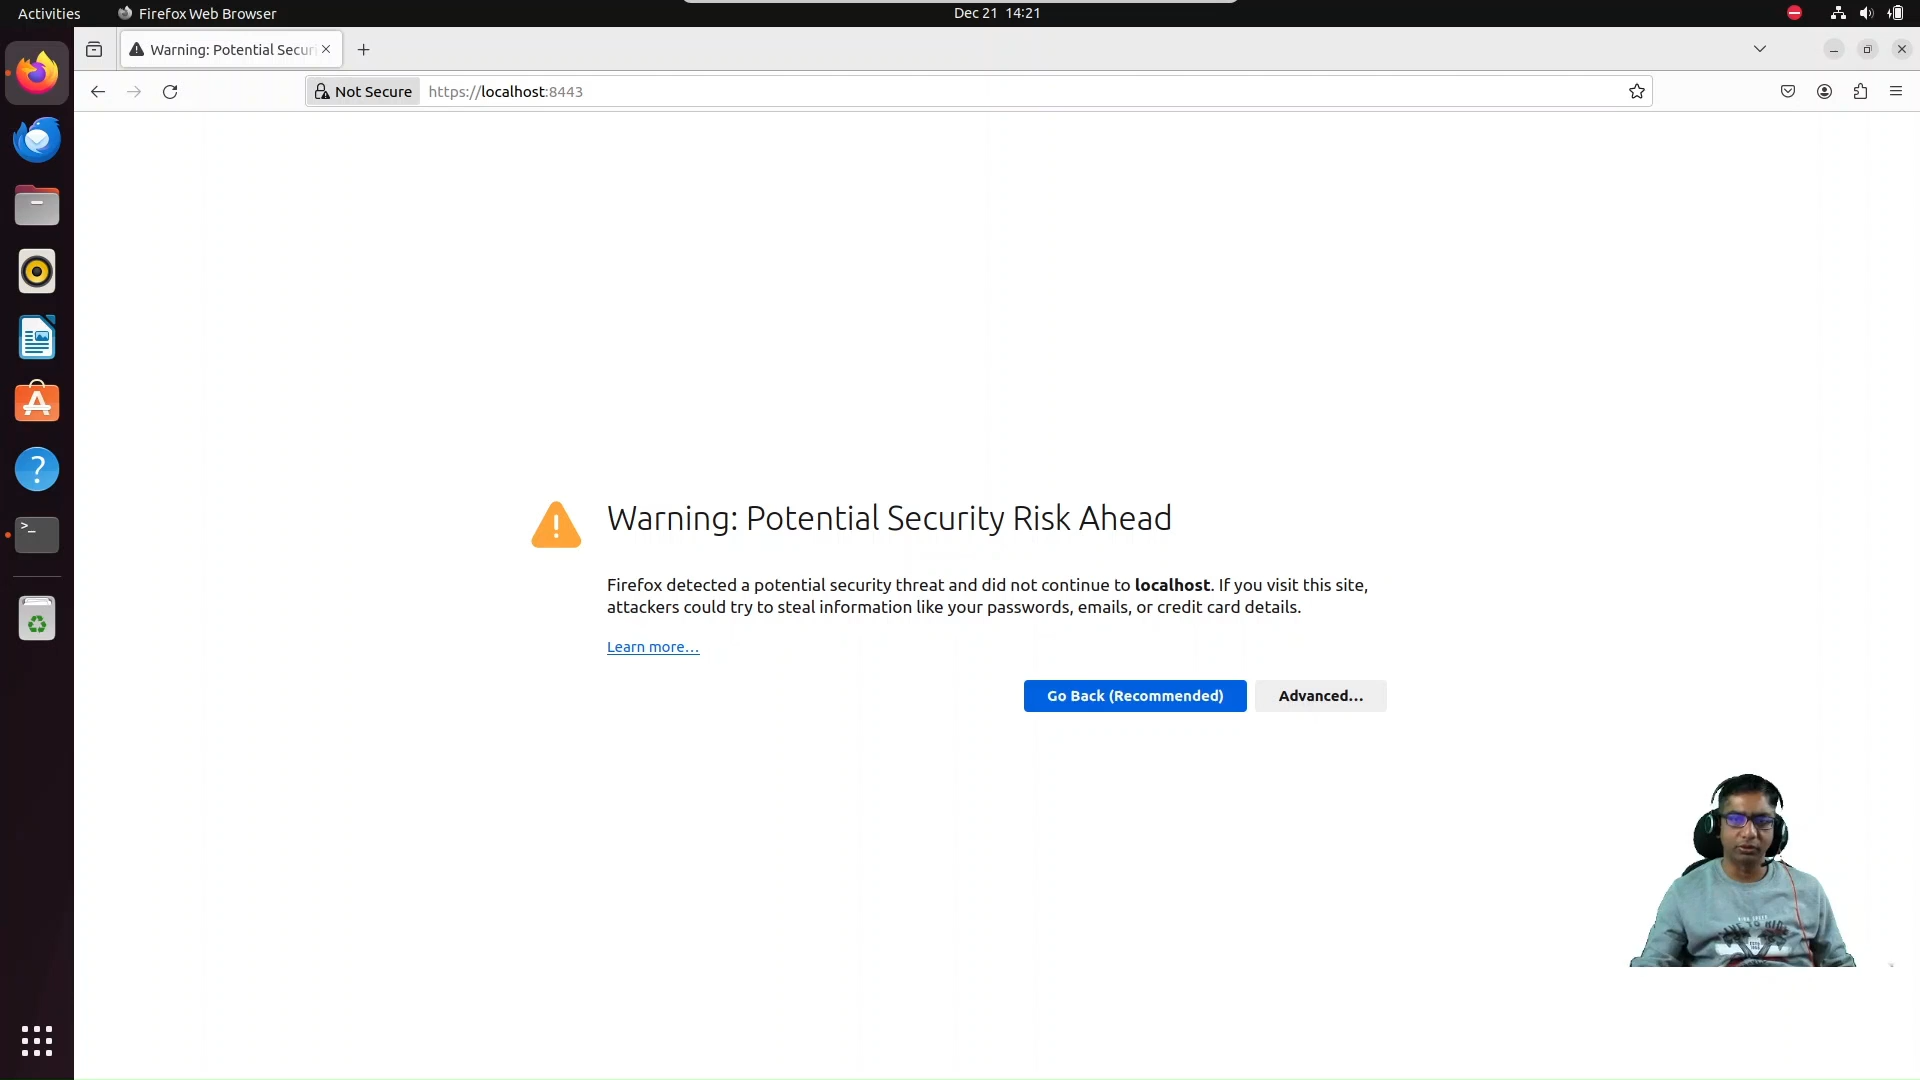 Activities
Firefox Web Browser
Dec 21 14:21
Warning: Potential Secur
Not Secure
https://localhost:8443
Warning: Potential Security Risk Ahead
Firefox detected a potential security threat and did not continue to localhost. If you visit this site,
attackers could try to steal information like your passwords, emails, or credit card details.
Learn more…
Go Back (Recommended)
Advanced…